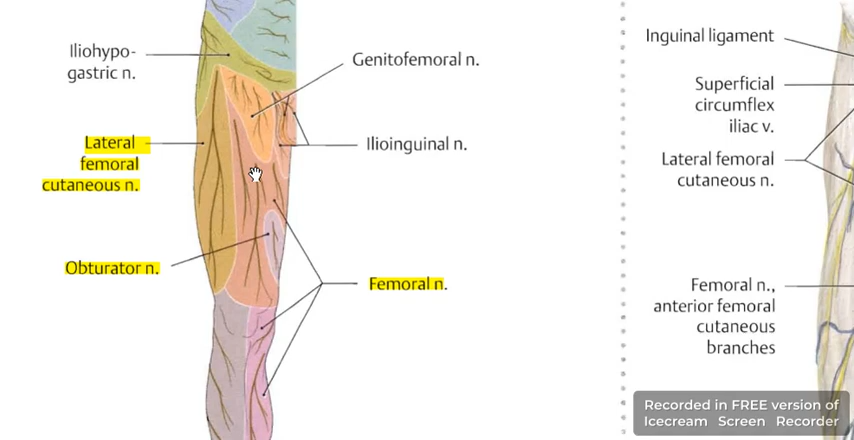 Iliohypo-
gastric n.
Genitofemoral n.
Lateral
femoral
cutaneous n.
Ilioinguinal n.
Obturator n.
Femoral n.
Inguinal ligament
Superficial
circumflex
iliac v.
Lateral femoral
cutaneous n.
Femoral n.,
anterior femoral
cutaneous
branches
Recorded in FREE version of
Icecream Screen Recorder